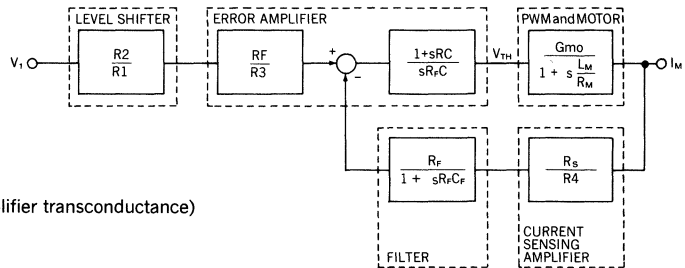 LEVEL SHIFTER
ERROR AMPLIFIER
PWM and MOTOR
V1
R2
R1
RF
R3
+
−
1+sRC
sRFC
VTH
Gmo
1 + s LM
RM
IM
RF
1 + sRFCF
RS
R4
FILTER
CURRENT
SENSING
AMPLIFIER
lifier transconductance)